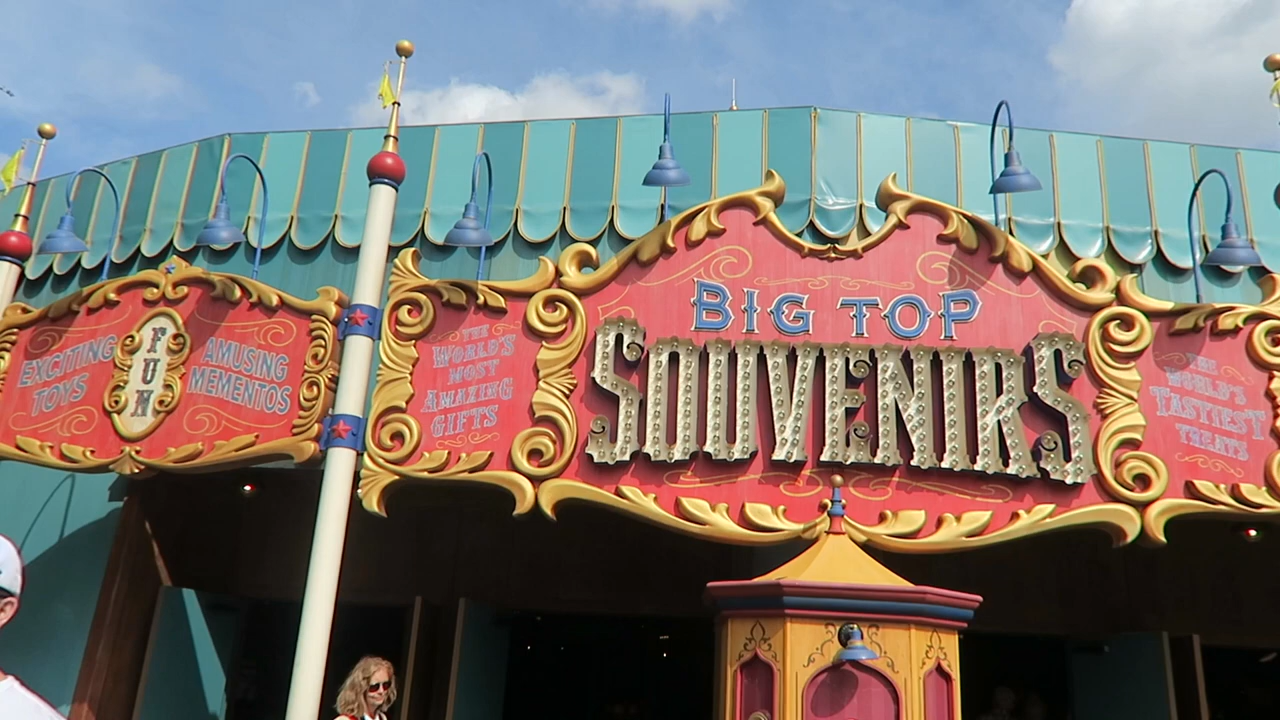 EXCITING
TOYS
FUN
AMUSING
MEMENTOS
THE
WORLD'S
MOST
AMAZING
GIFTS
BIG TOP
SOUVENIRS
THE
WORLD'S
TASTIEST
TREATS